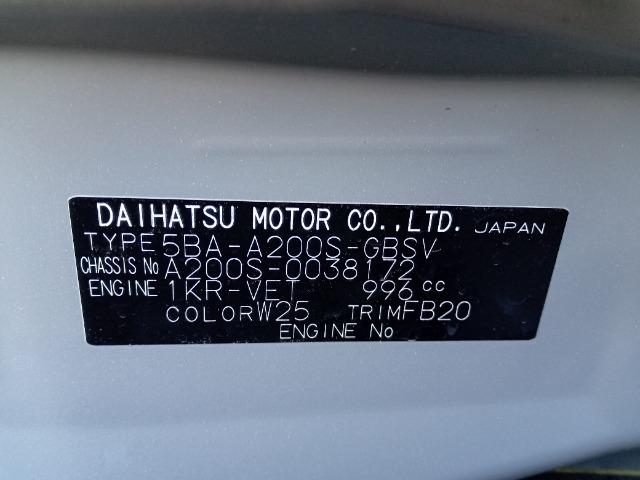 DAIHATSU MOTOR CO.,LTD. JAPAN
TYPE 5BA-A200S-GBSV
CHASSIS No A200S-0038172
ENGINE 1KR-VET 996 cc
COLOR W25 TRIM FB20
ENGINE No